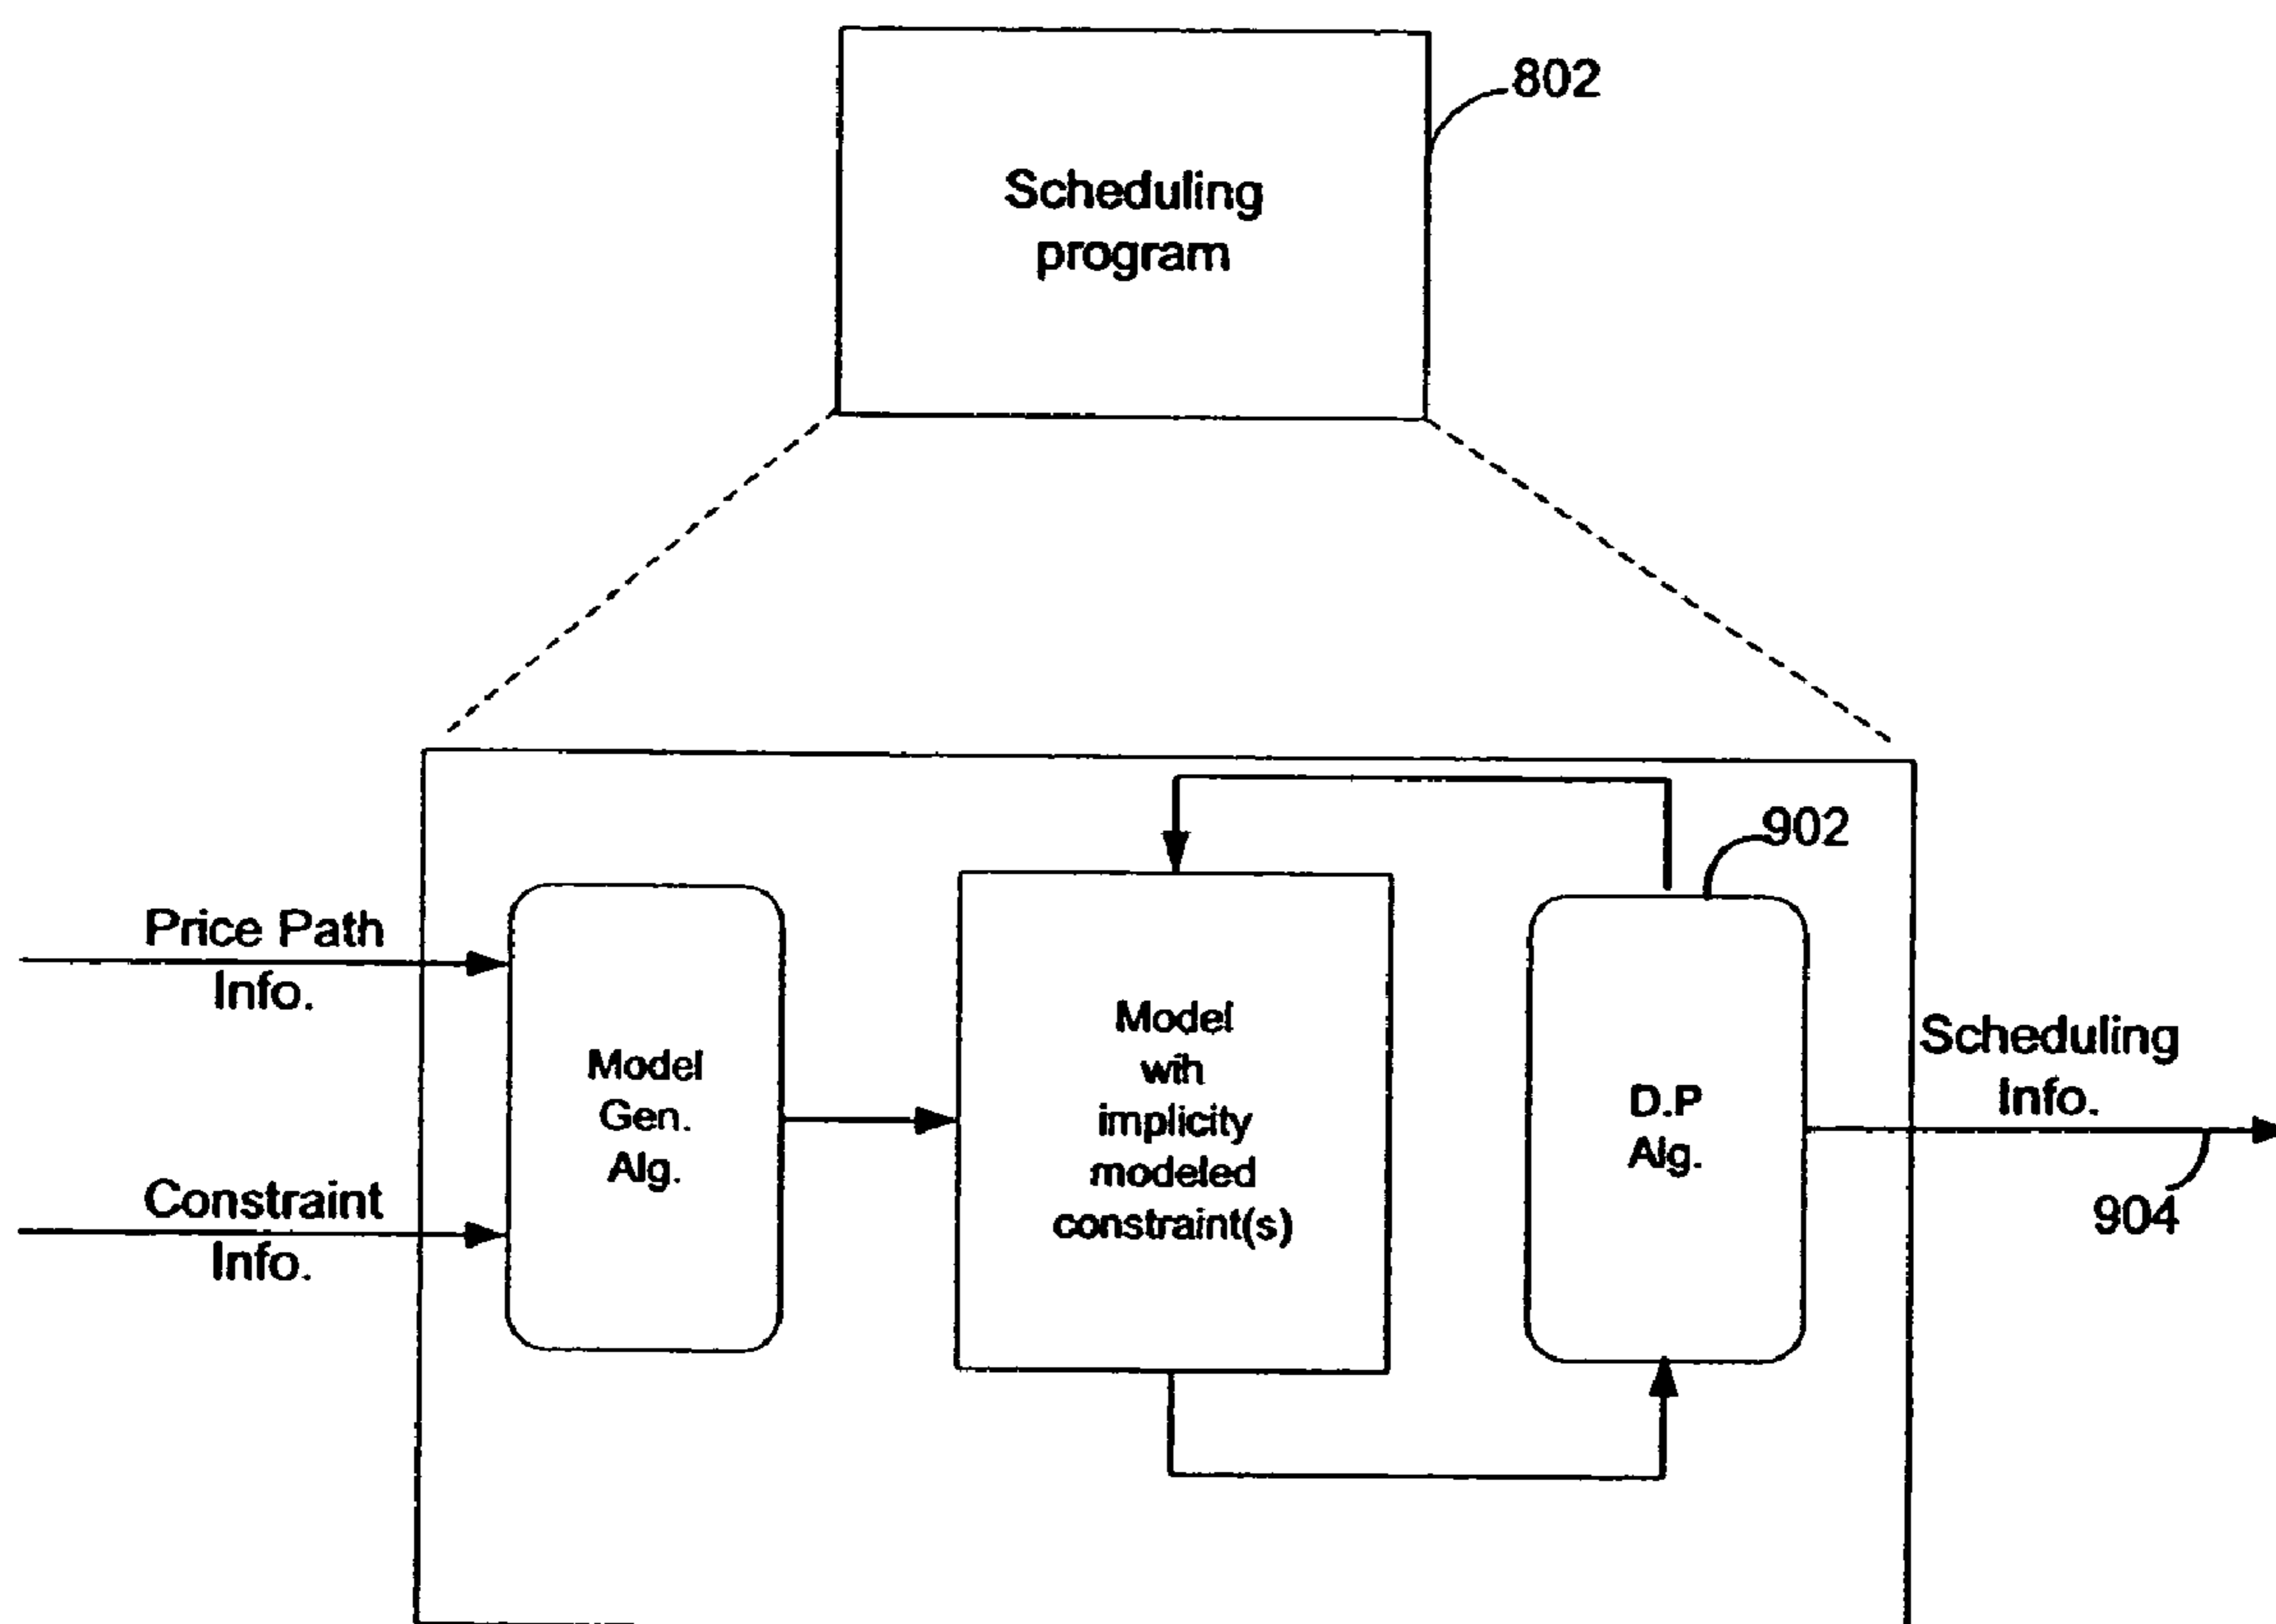 802
Scheduling
program
902
Price Path
Info.
Constraint
Info.
Model
Gen.
Alg.
Model
wih
implicity
modeled
constraint(s)
D.P
Alg.
Scheduling
Info.
904